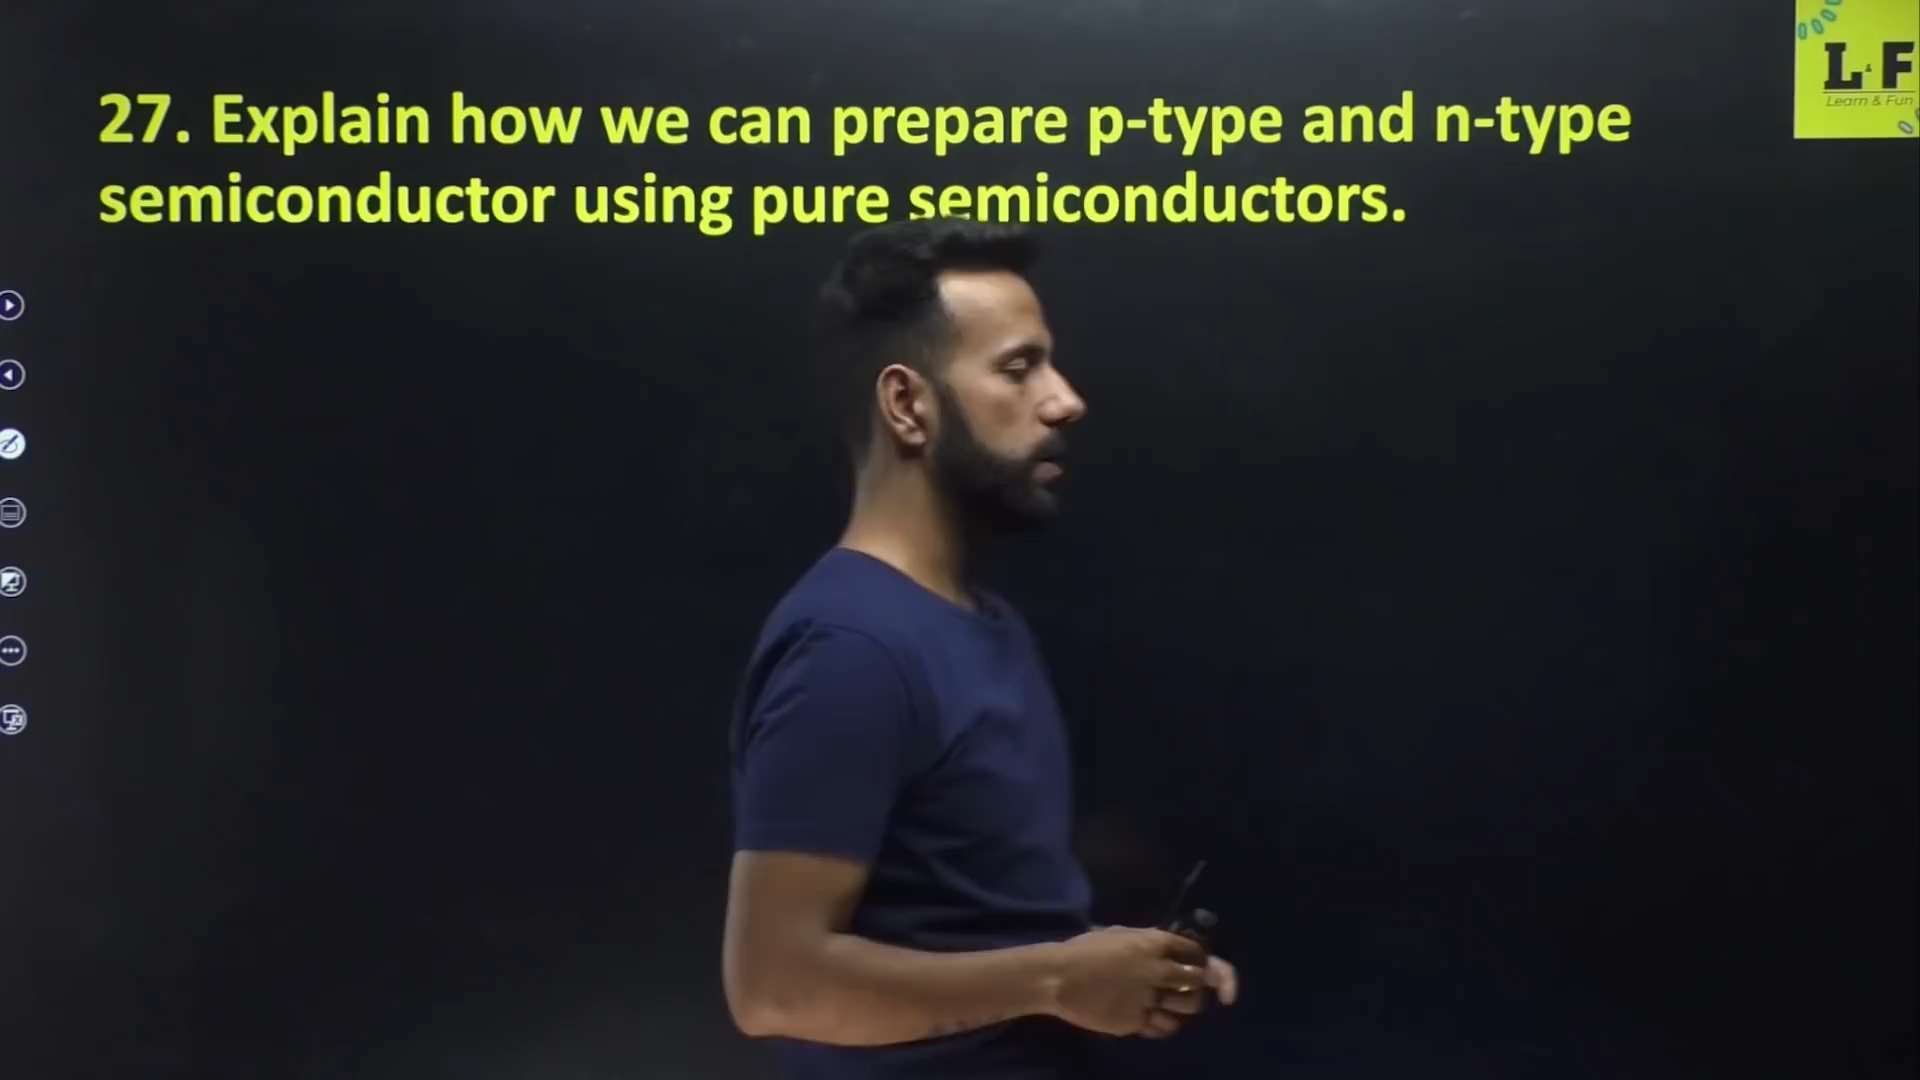 27. Explain how we can prepare p-type and n-type
semiconductor using pure semiconductors.
L&F
Learn & Fun